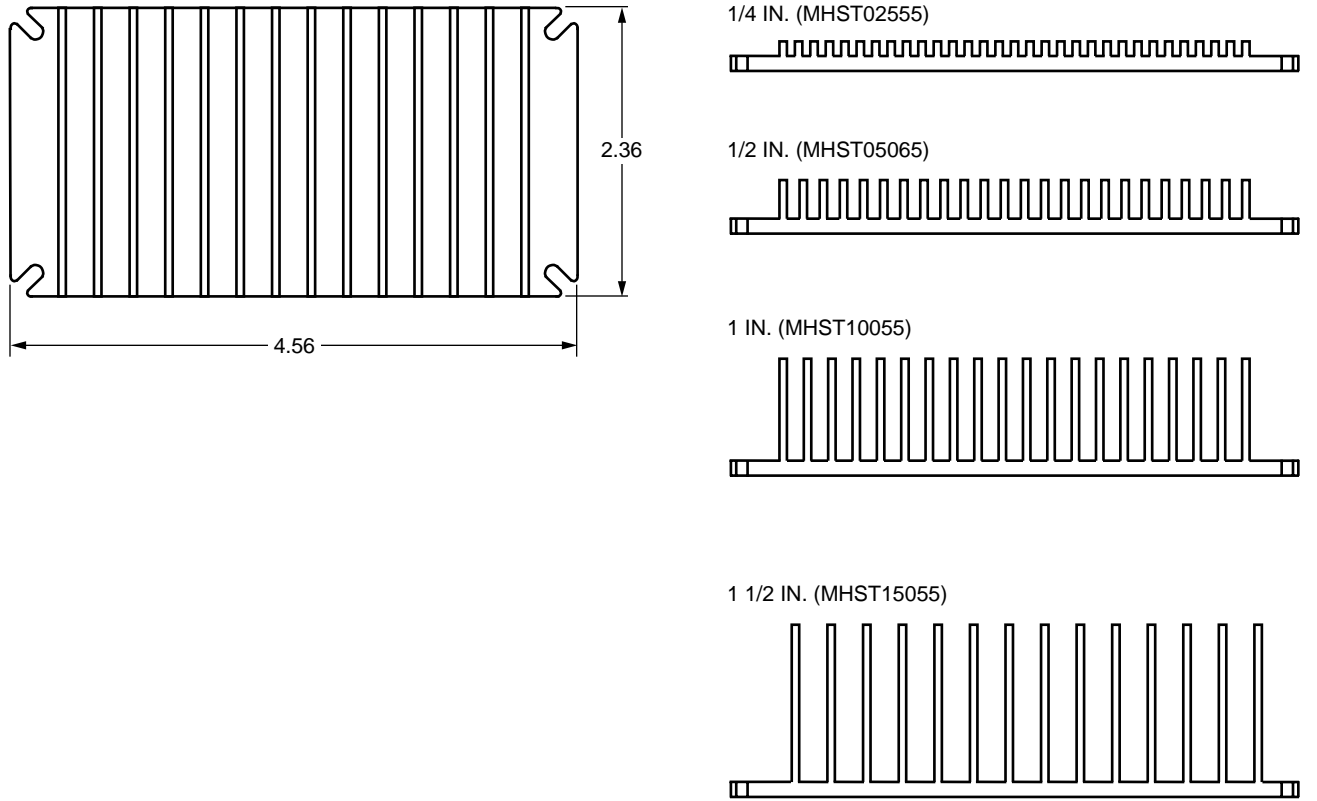 2.36
4.56
1/4 IN. (MHST02555)
1/2 IN. (MHST05065)
1 IN. (MHST10055)
1 1/2 IN. (MHST15055)